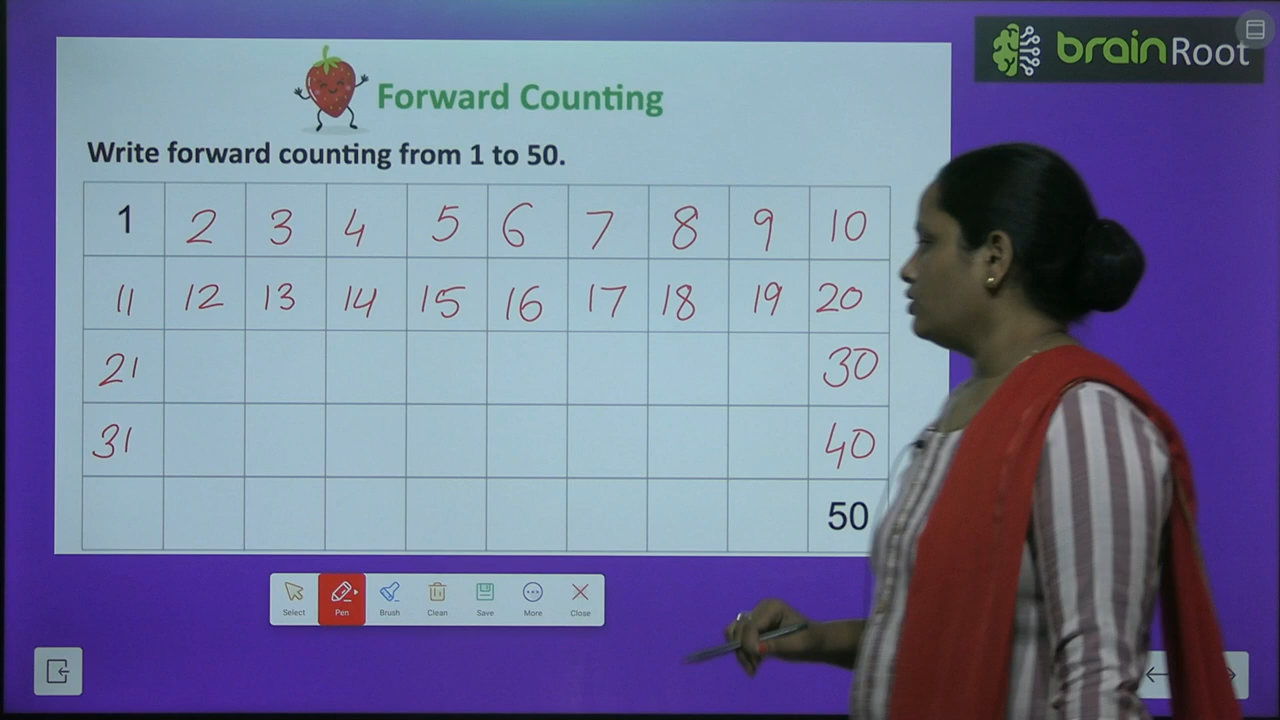 brainRoot
Forward Counting
Write forward counting from 1 to 50.
1 2 3 4 5 6 7 8 9 10
11 12 13 14 15 16 17 18 19 20
21 30
31 40
50
Select Pen Brush Clean Save More Close